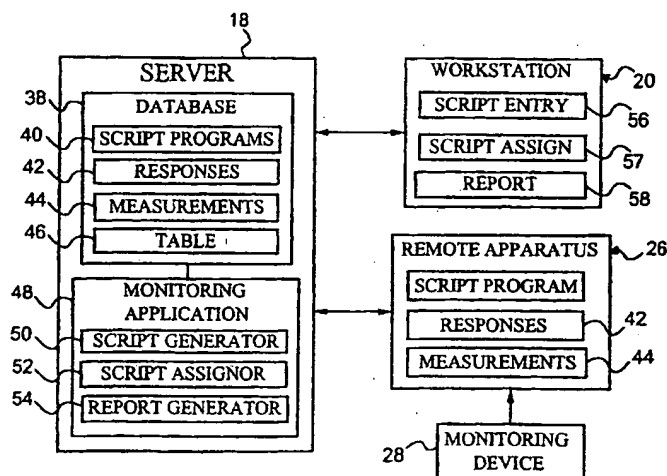 18
SERVER
38
DATABASE
40
SCRIPT PROGRAMS
42
RESPONSES
44
MEASUREMENTS
46
TABLE
48
MONITORING
APPLICATION
50
SCRIPT GENERATOR
52
SCRIPT ASSIGNOR
54
REPORT GENERATOR
WORKSTATION
20
SCRIPT ENTRY
56
SCRIPT ASSIGN
57
REPORT
58
REMOTE APPARATUS
26
SCRIPT PROGRAM
RESPONSES
42
MEASUREMENTS
44
28
MONITORING
DEVICE